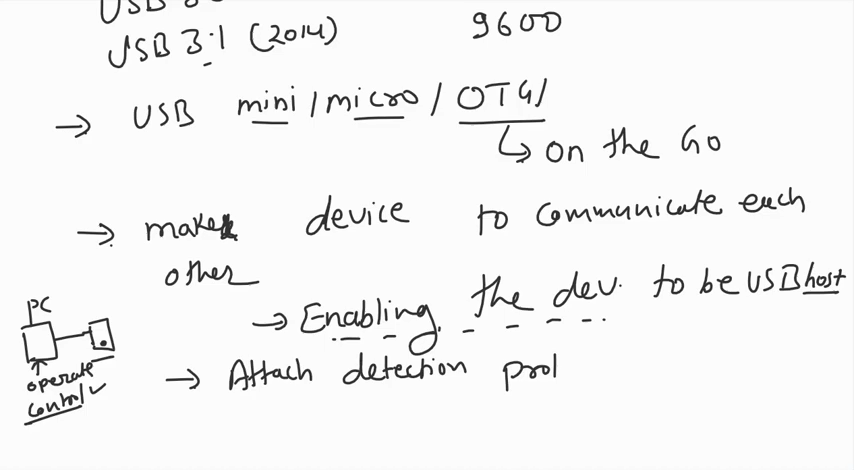 USB 3.1 (2014) 9600
→ USB mini/micro/OTG/
↳ on the Go
→ make device to communicate each
other
→ Enabling the dev. to be USB host
PC
operate
control ✓
→ Attach detection prol